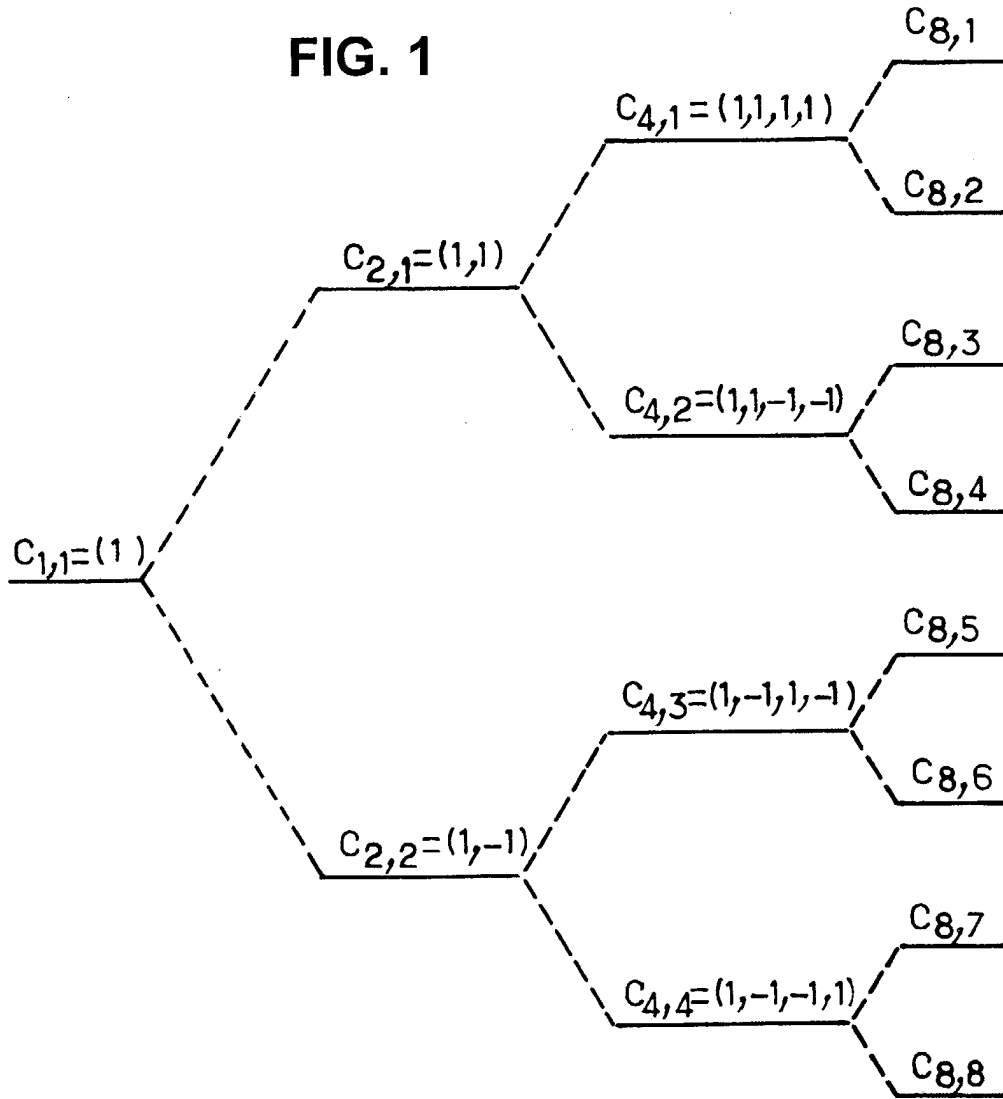 FIG. 1
C8,1
C4,1=(1,1,1,1)
C8,2
C2,1=(1,1)
C8,3
C4,2=(1,1,-1,-1)
C8,4
C1,1=(1)
C8,5
C4,3=(1,-1,1,-1)
C8,6
C2,2=(1,-1)
C8,7
C4,4=(1,-1,-1,1)
C8,8